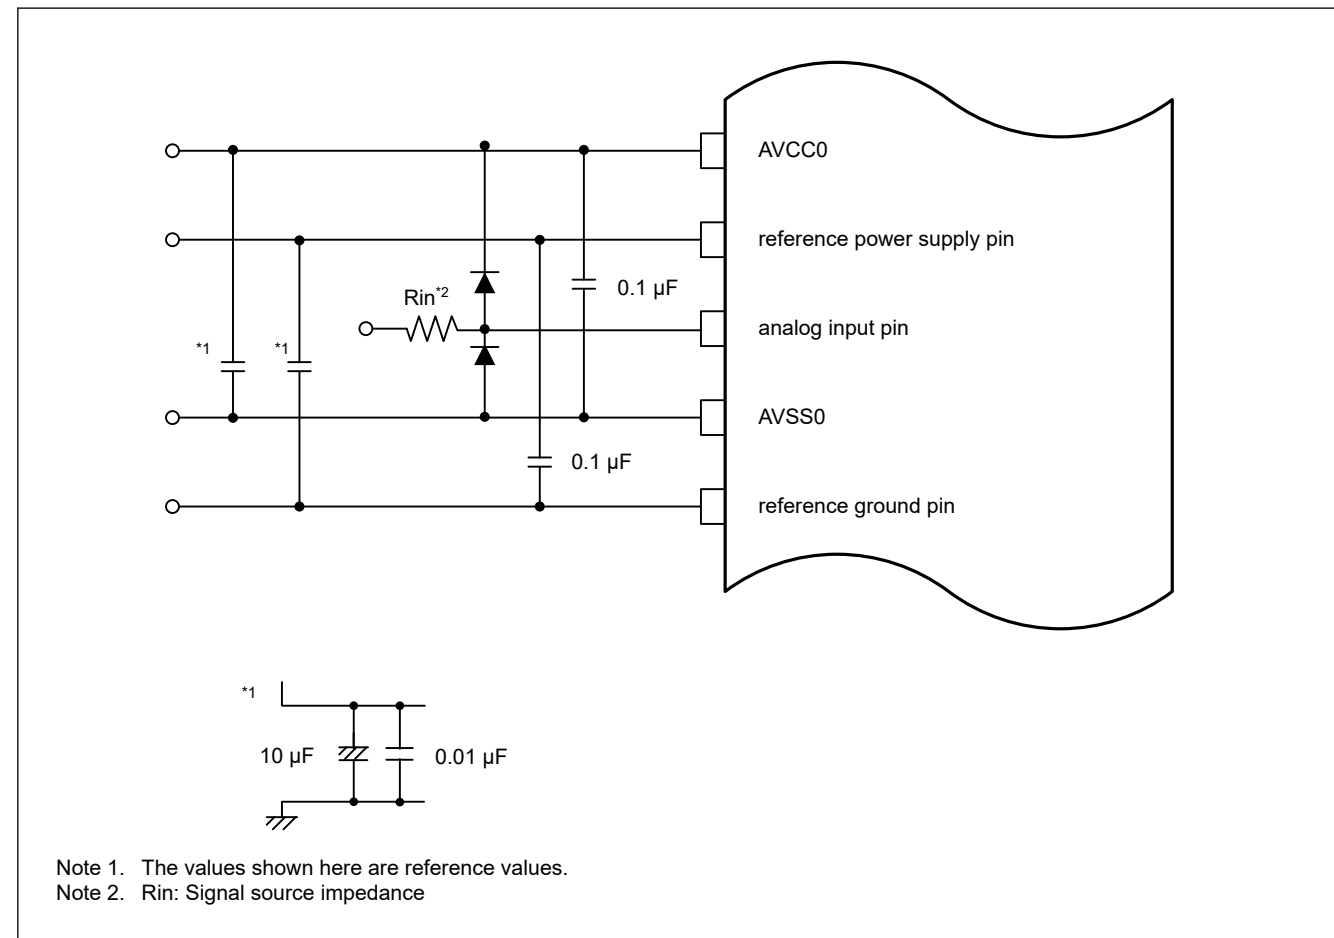 AVCC0
reference power supply pin
0.1 µF
Rin*2
analog input pin
*1
*1
AVSS0
0.1 µF
reference ground pin
*1
10 µF
0.01 µF
Note 1. The values shown here are reference values.
Note 2. Rin: Signal source impedance